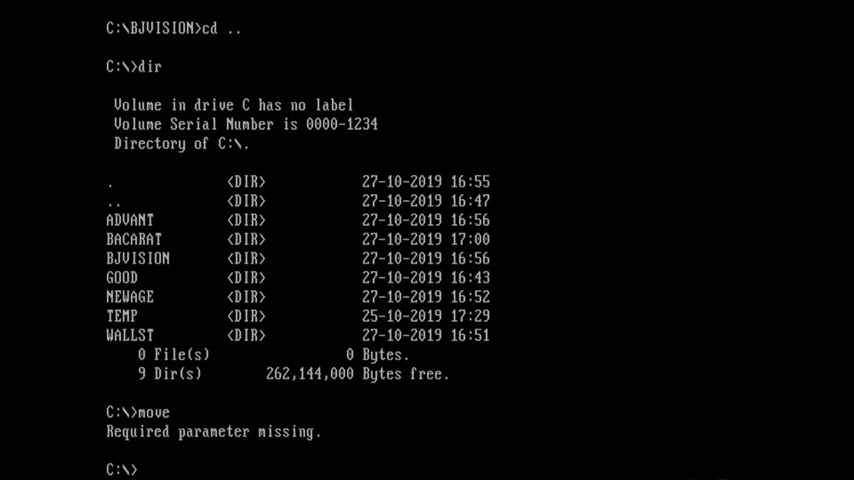 C:\BJVISION>cd ..
C:\>dir
Volume in drive C has no label
Volume Serial Number is 0000-1234
Directory of C:\.
. <DIR> 27-10-2019 16:55
.. <DIR> 27-10-2019 16:47
ADVANT <DIR> 27-10-2019 16:56
BACARAT <DIR> 27-10-2019 17:00
BJVISION <DIR> 27-10-2019 16:56
GOOD <DIR> 27-10-2019 16:43
NEWAGE <DIR> 27-10-2019 16:52
TEMP <DIR> 25-10-2019 17:29
WALLST <DIR> 27-10-2019 16:51
0 File(s) 0 Bytes.
9 Dir(s) 262,144,000 Bytes free.
C:\>move
Required parameter missing.
C:\>